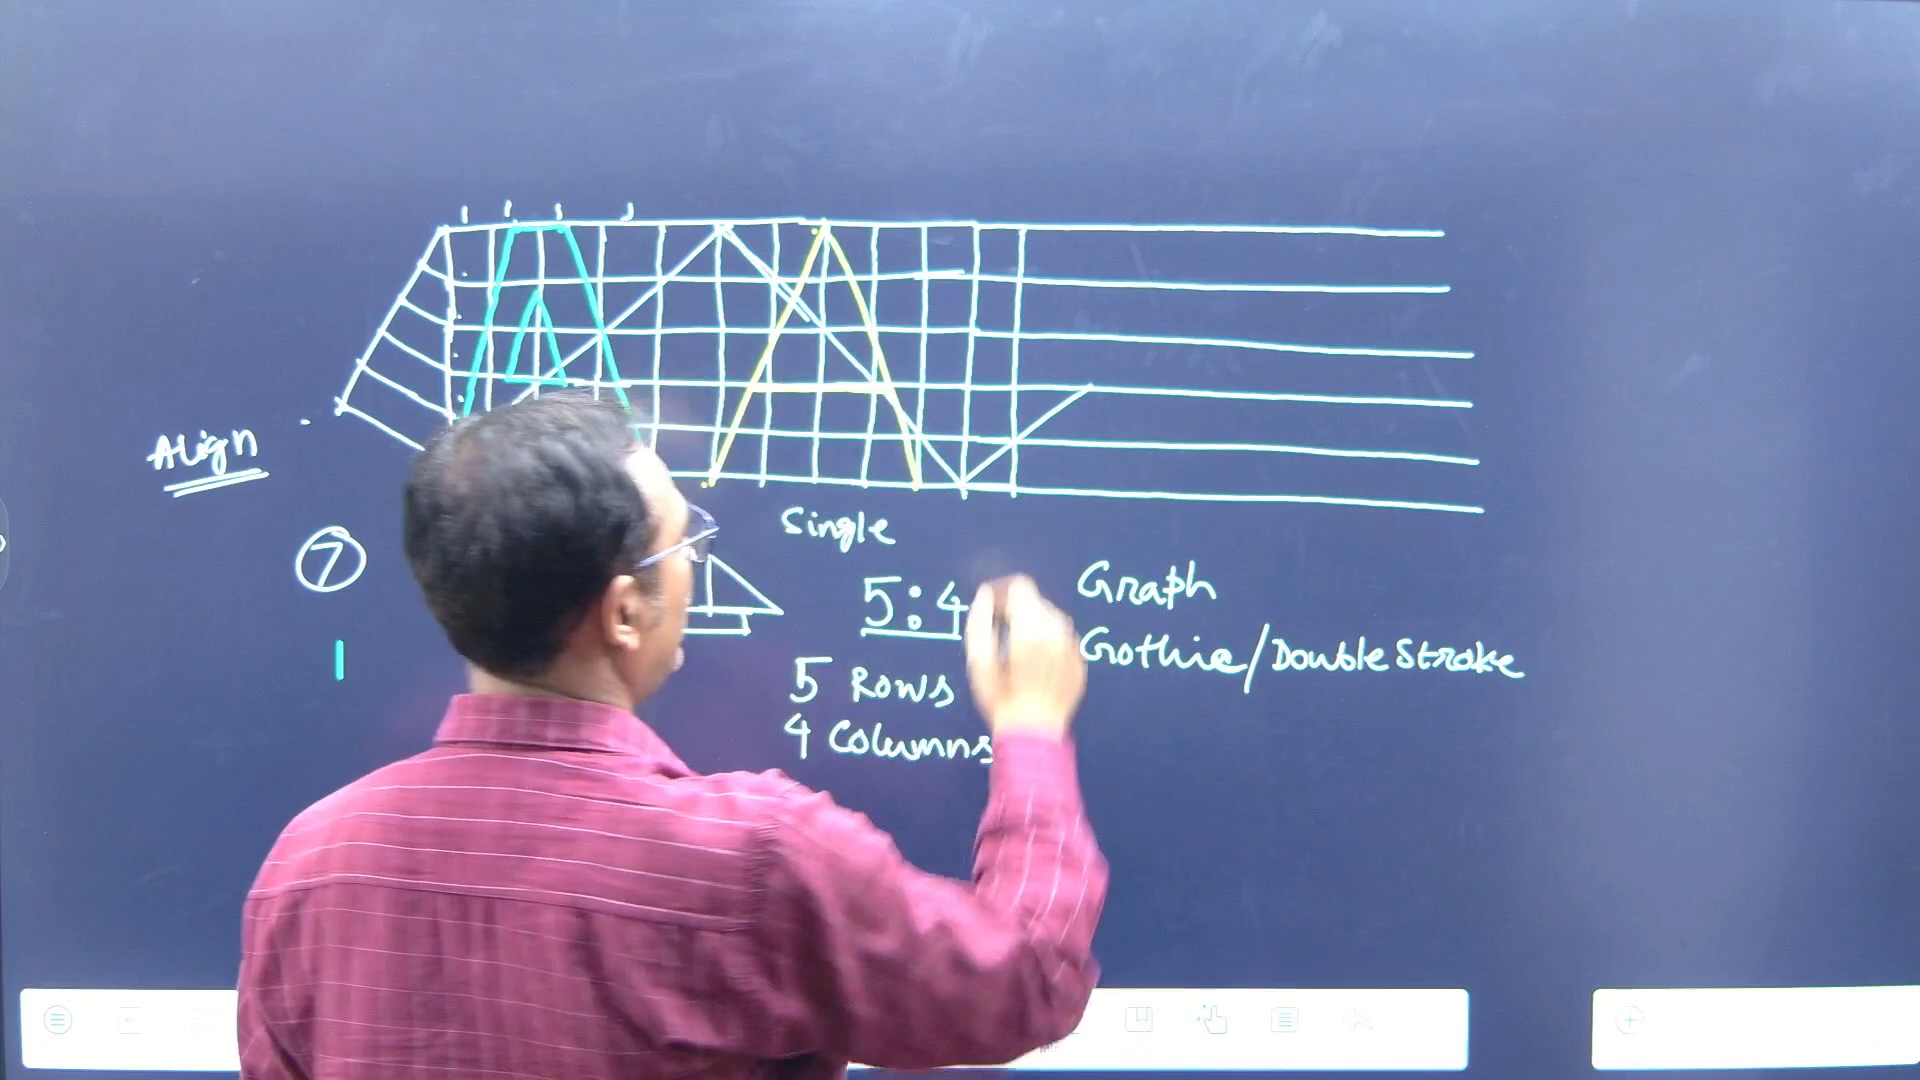 Align
7
Single
5:4
Graph
1
Gothic/Double Stroke
5 Rows
4 Columns